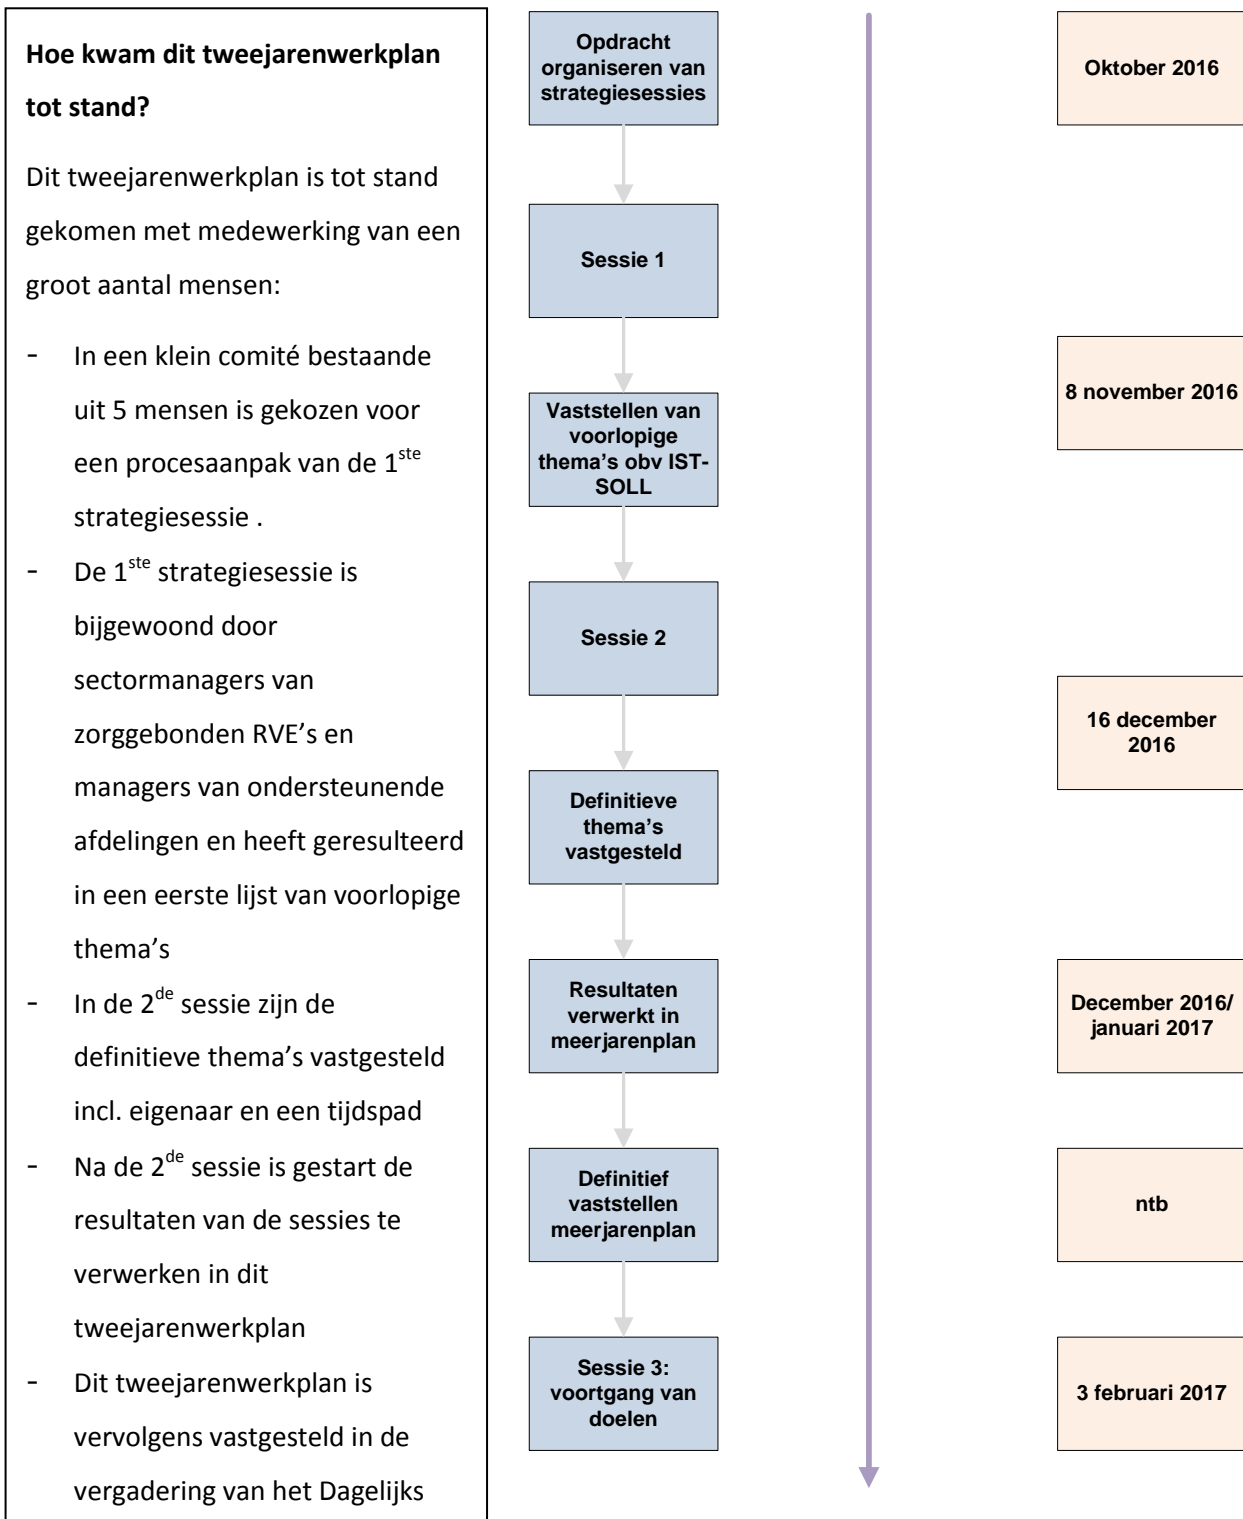 Hoe kwam dit tweejarenwerkplan
tot stand?
Dit tweejarenwerkplan is tot stand
gekomen met medewerking van een
groot aantal mensen:
- In een klein comité bestaande
uit 5 mensen is gekozen voor
een procesaanpak van de 1ste
strategiesessie .
- De 1ste strategiesessie is
bijgewoond door
sectormanagers van
zorggebonden RVE's en
managers van ondersteunende
afdelingen en heeft geresulteerd
in een eerste lijst van voorlopige
thema's
- In de 2de sessie zijn de
definitieve thema's vastgesteld
incl. eigenaar en een tijdspad
- Na de 2de sessie is gestart de
resultaten van de sessies te
verwerken in dit
tweejarenwerkplan
- Dit tweejarenwerkplan is
vervolgens vastgesteld in de
vergadering van het Dagelijks
Opdracht
organiseren van
strategiesessies
Sessie 1
Vaststellen van
voorlopige
thema's obv IST-
SOLL
Sessie 2
Definitieve
thema's
vastgesteld
Resultaten
verwerkt in
meerjarenplan
Definitief
vaststellen
meerjarenplan
Sessie 3:
voortgang van
doelen
Oktober 2016
8 november 2016
16 december
2016
December 2016/
januari 2017
ntb
3 februari 2017